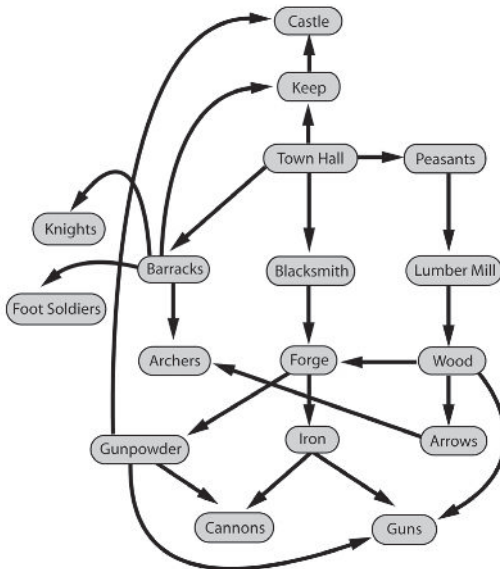 Castle
Keep
Town Hall
Peasants
Knights
Barracks
Blacksmith
Lumber Mill
Foot Soldiers
Archers
Forge
Wood
Gunpowder
Iron
Arrows
Cannons
Guns